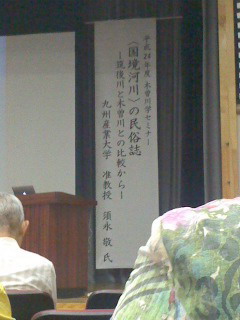 平成24年度 木曽川学セミナー
〈国境河川〉の民俗誌
―筑後川と木曽川との比較から―
九州産業大学 准教授 須永 敬 氏